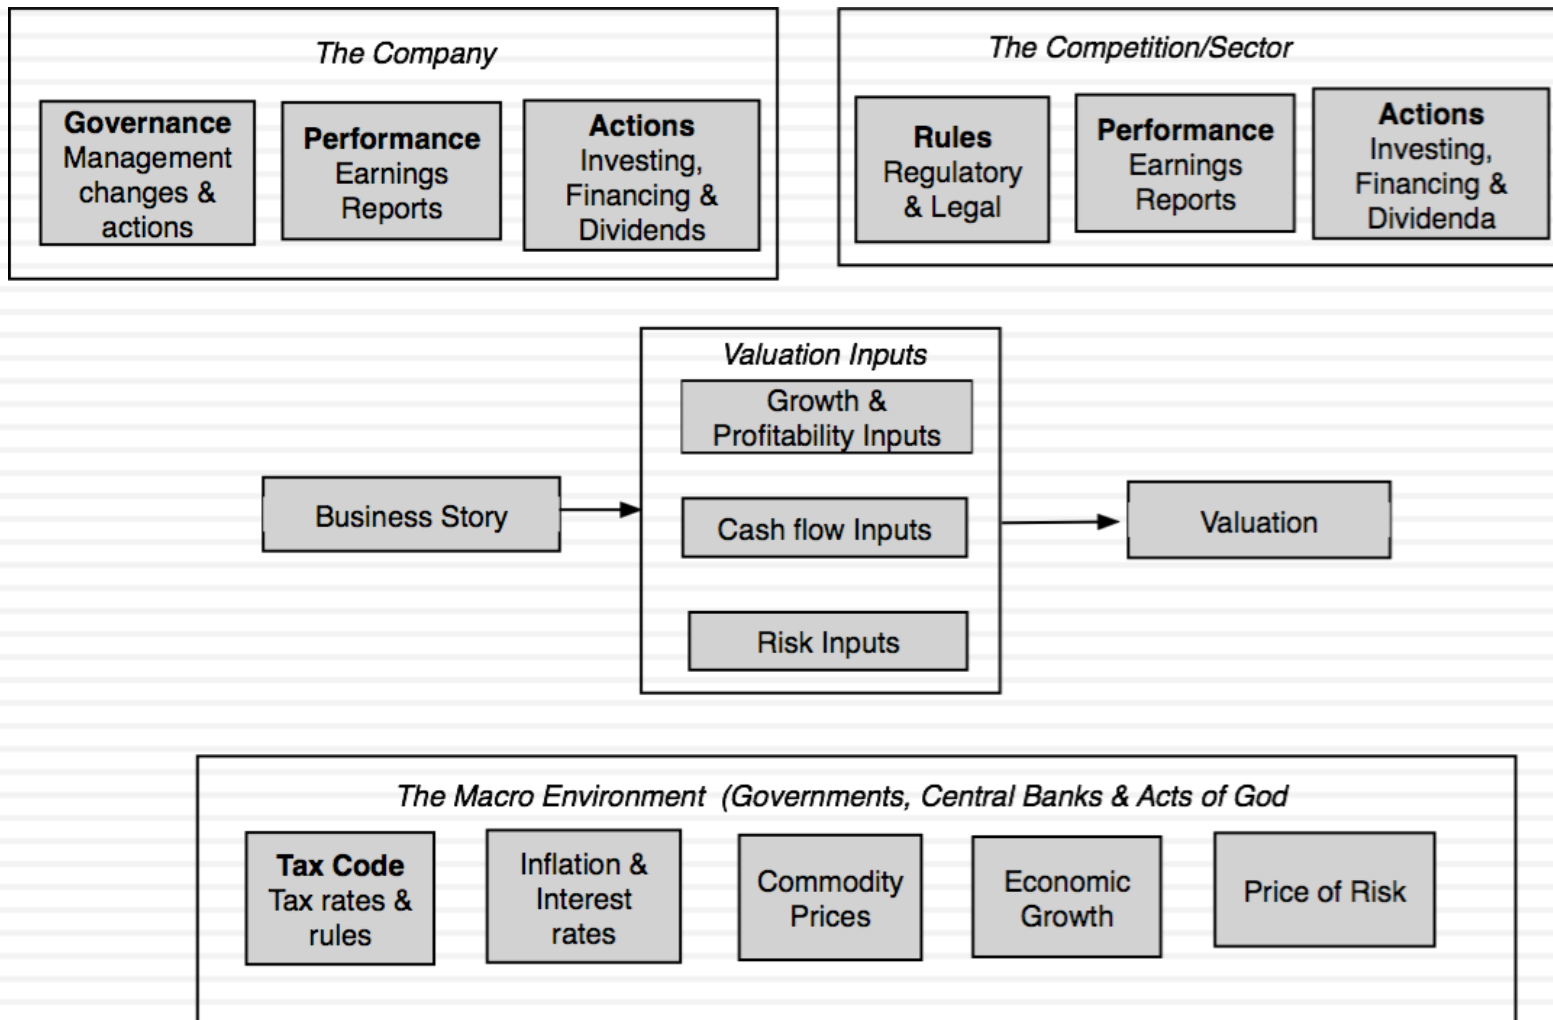 The Company
Governance
Management
changes &
actions
Performance
Earnings
Reports
Actions
Investing,
Financing &
Dividends
The Competition/Sector
Rules
Regulatory
& Legal
Performance
Earnings
Reports
Actions
Investing,
Financing &
Dividenda
Valuation Inputs
Growth &
Profitability Inputs
Business Story
Cash flow Inputs
Valuation
Risk Inputs
The Macro Environment  (Governments, Central Banks & Acts of God
Tax Code
Tax rates &
rules
Inflation &
Interest
rates
Commodity
Prices
Economic
Growth
Price of Risk